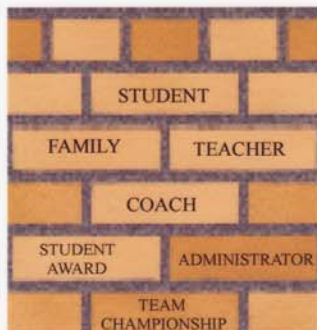 STUDENT
FAMILY TEACHER
COACH
STUDENT
AWARD
ADMINISTRATOR
TEAM
CHAMPIONSHIP